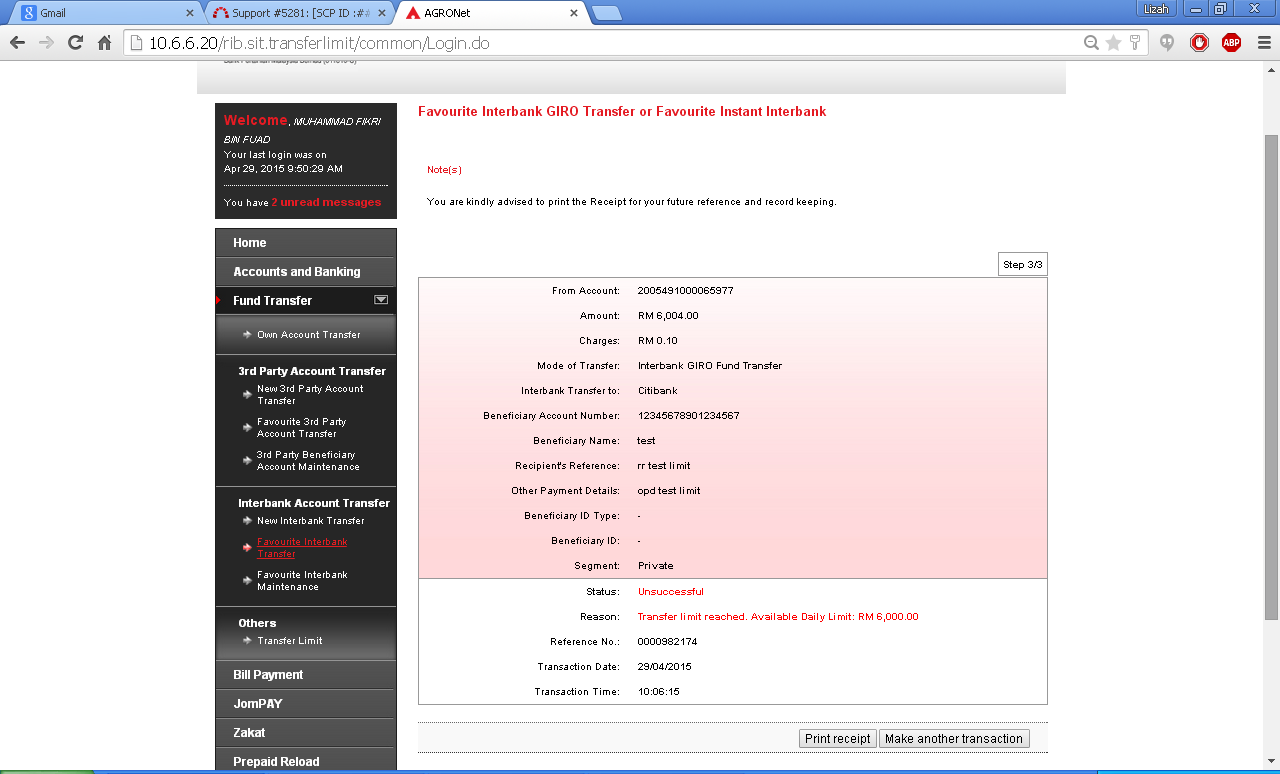 Gmail
Support #5281: [SCP ID :##
AGRONet
Lizah
10.6.6.20/rib.sit.transferlimit/common/Login.do
ABP
Welcome, MUHAMMAD FIKRI
BIN FUAD
Your last login was on
Apr 29, 2015 9:50:29 AM
You have 2 unread messages
Home
Accounts and Banking
Fund Transfer
Own Account Transfer
3rd Party Account Transfer
New 3rd Party Account
Transfer
Favourite 3rd Party
Account Transfer
3rd Party Beneficiary
Account Maintenance
Interbank Account Transfer
New Interbank Transfer
Favourite Interbank
Transfer
Favourite Interbank
Maintenance
Others
Transfer Limit
Bill Payment
JomPAY
Zakat
Prepaid Reload
Favourite Interbank GIRO Transfer or Favourite Instant Interbank
Note(s)
You are kindly advised to print the Receipt for your future reference and record keeping.
Step 3/3
From Account: 2005491000065977
Amount: RM 6,004.00
Charges: RM 0.10
Mode of Transfer: Interbank GIRO Fund Transfer
Interbank Transfer to: Citibank
Beneficiary Account Number: 12345678901234567
Beneficiary Name: test
Recipient's Reference: rr test limit
Other Payment Details: opd test limit
Beneficiary ID Type: -
Beneficiary ID: -
Segment: Private
Status: Unsuccessful
Reason: Transfer limit reached. Available Daily Limit: RM 6,000.00
Reference No.: 0000982174
Transaction Date: 29/04/2015
Transaction Time: 10:06:15
Print receipt Make another transaction